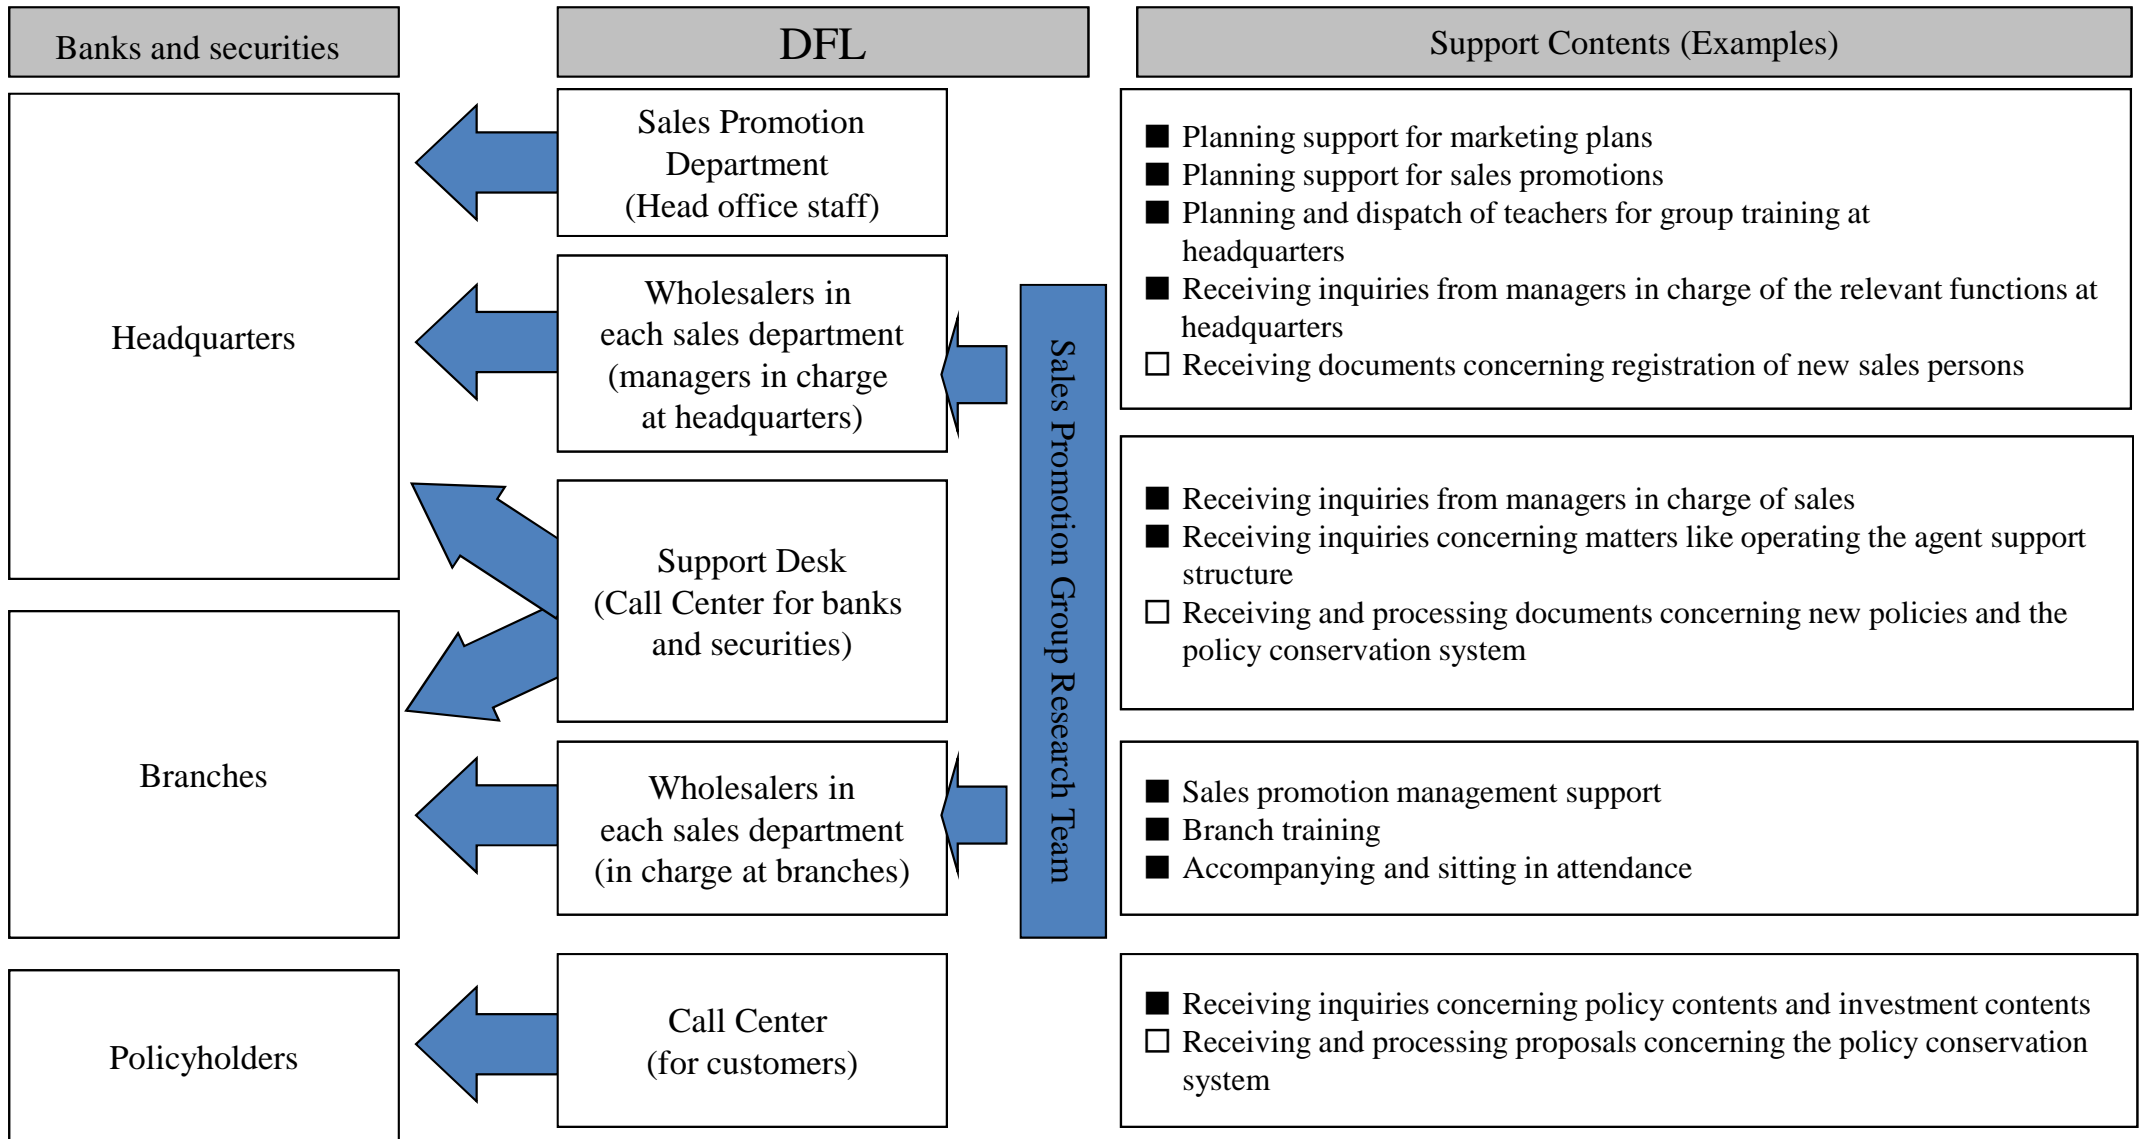 Banks and securities
DFL
Support Contents (Examples)
Headquarters
Branches
Policyholders
Sales Promotion
Department
(Head office staff)
Wholesalers in
each sales department
(managers in charge
at headquarters)
Support Desk
(Call Center for banks
and securities)
Wholesalers in
each sales department
(in charge at branches)
Call Center
(for customers)
Sales Promotion Group Research Team
■ Planning support for marketing plans
■ Planning support for sales promotions
■ Planning and dispatch of teachers for group training at
headquarters
■ Receiving inquiries from managers in charge of the relevant functions at
headquarters
□ Receiving documents concerning registration of new sales persons
■ Receiving inquiries from managers in charge of sales
■ Receiving inquiries concerning matters like operating the agent support
structure
□ Receiving and processing documents concerning new policies and the
policy conservation system
■ Sales promotion management support
■ Branch training
■ Accompanying and sitting in attendance
■ Receiving inquiries concerning policy contents and investment contents
□ Receiving and processing proposals concerning the policy conservation
system